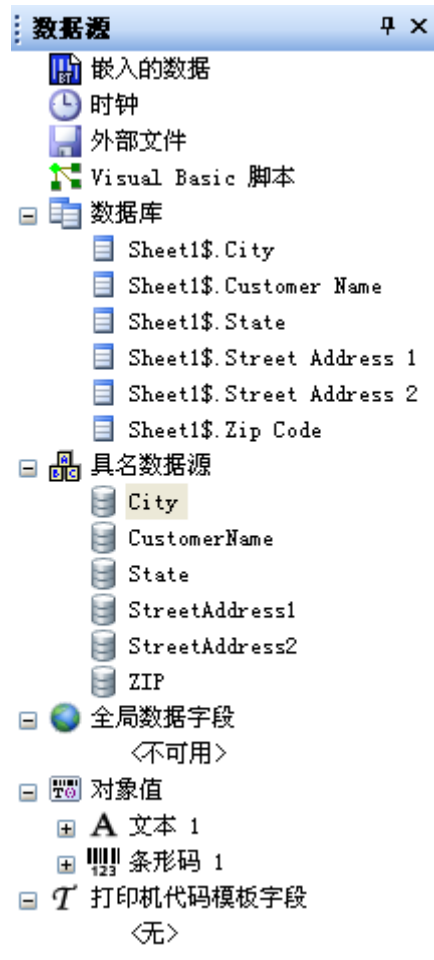 数据源
嵌入的数据
时钟
外部文件
Visual Basic 脚本
数据库
Sheet1$.City
Sheet1$.Customer Name
Sheet1$.State
Sheet1$.Street Address 1
Sheet1$.Street Address 2
Sheet1$.Zip Code
具名数据源
City
CustomerName
State
StreetAddress1
StreetAddress2
ZIP
全局数据字段
<不可用>
对象值
文本 1
条形码 1
打印机代码模板字段
<无>